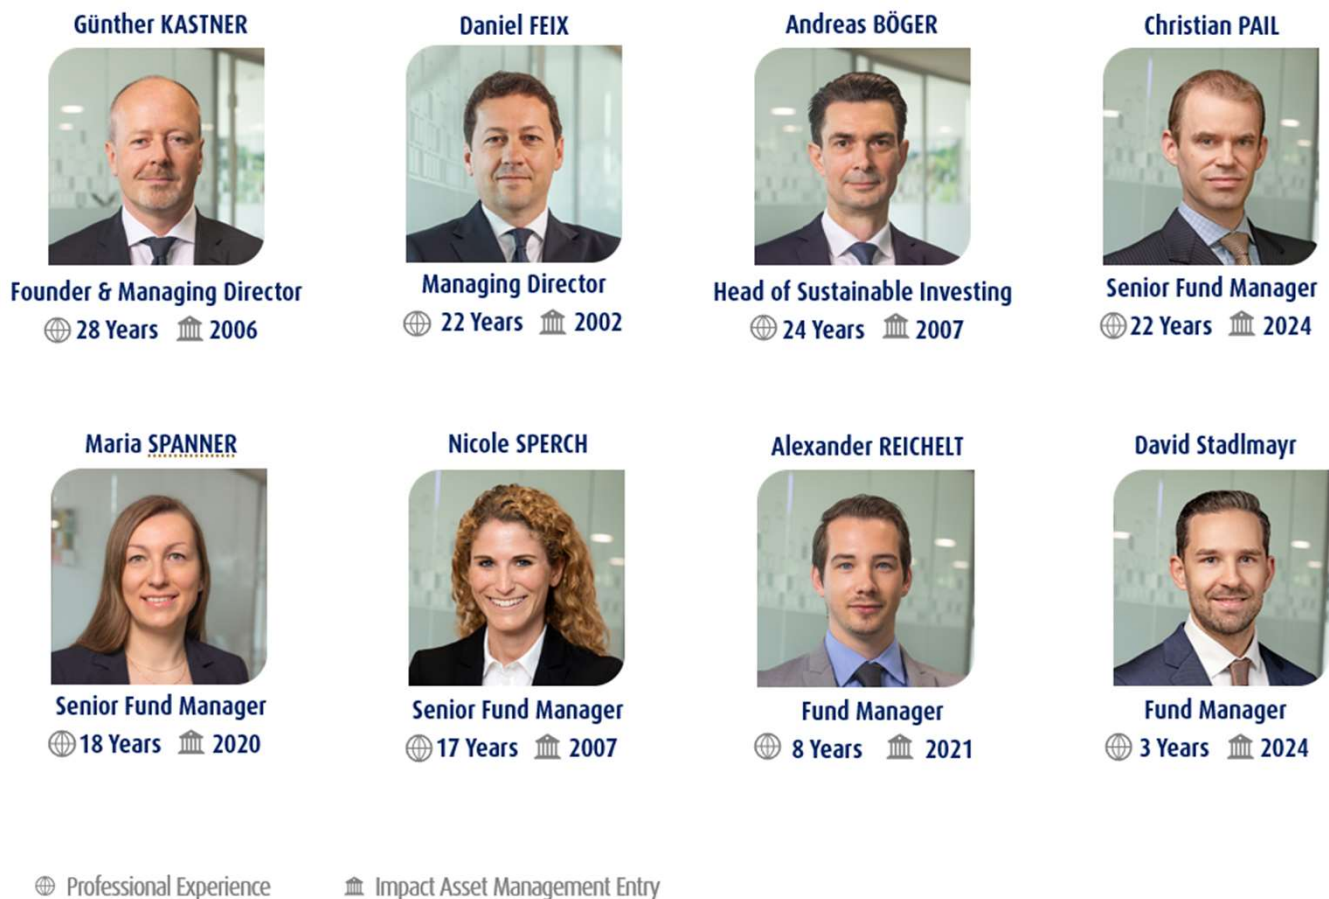 Günther KASTNER
Daniel FEIX
Andreas BÖGER
Christian PAIL
Founder & Managing Director
Managing Director
Head of Sustainable Investing
Senior Fund Manager
28 Years 2006
22 Years 2002
24 Years 2007
22 Years 2024
Maria SPANNER
Nicole SPERCH
Alexander REICHELT
David Stadlmayr
Senior Fund Manager
Senior Fund Manager
Fund Manager
Fund Manager
18 Years 2020
17 Years 2007
8 Years 2021
3 Years 2024
Professional Experience
Impact Asset Management Entry